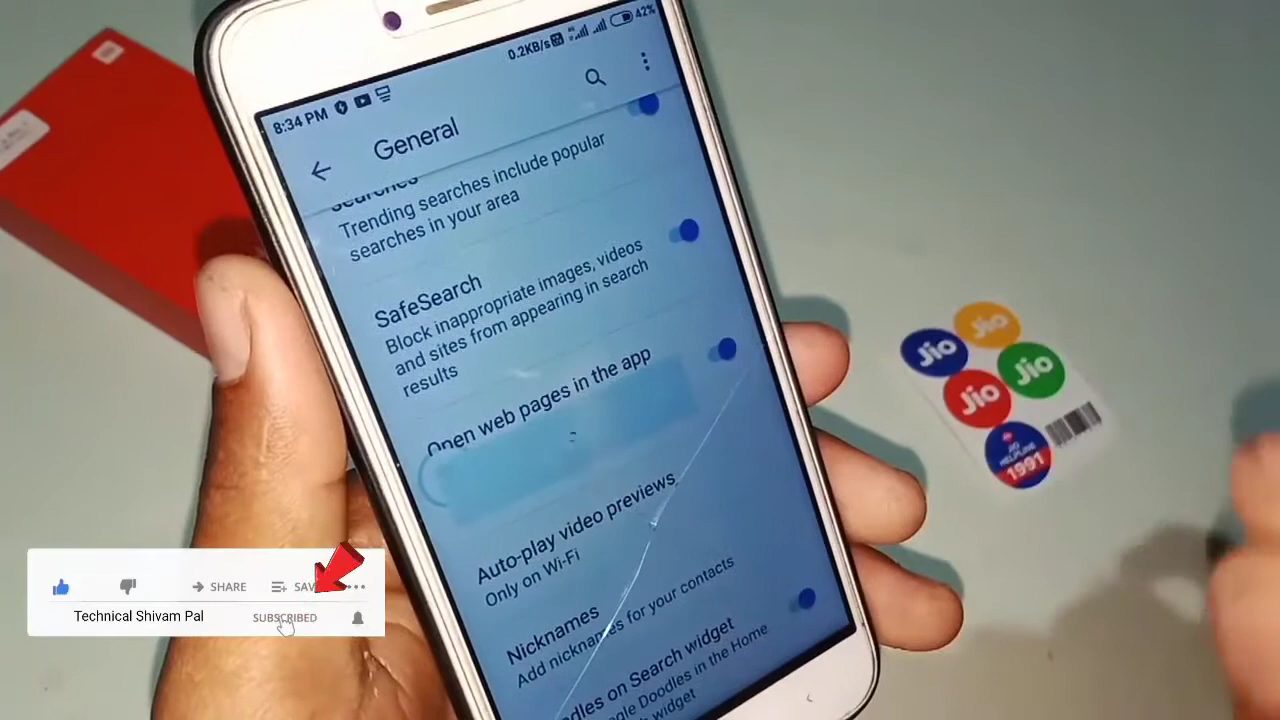 0.2KB/s
42%
8:34 PM
General
Searches
Trending searches include popular
searches in your area
SafeSearch
Block inappropriate images, videos
and sites from appearing in search
results
Open web pages in the app
Auto-play video previews
Only on Wi-Fi
Nicknames
Add nicknames for your contacts
Doodles on Search widget
Google Doodles in the Home
widget
Jio
Jio
Jio
Jio
JIO
HELPLINE
1991
SHARE
SAV
Technical Shivam Pal
SUBSCRIBED